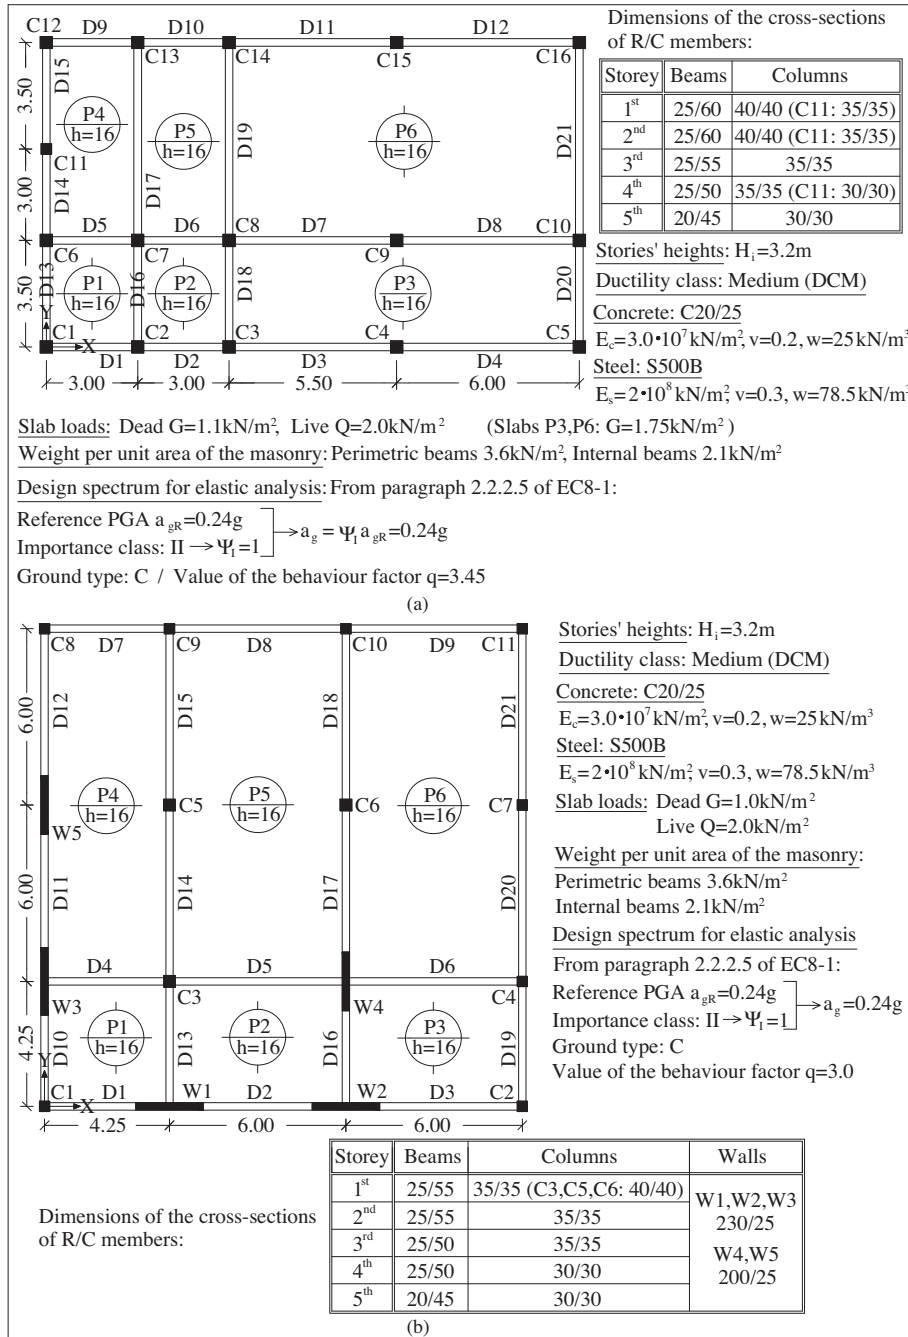 C12 D9 D10 D11 D12
C13 C14 C15 C16
D15
3.50
P4
h=16
P5
h=16
D19
P6
h=16
D21
C11
3.00
D14
D17
D5 D6 C8 D7 D8 C10
C6 C7 C9
3.50
D13
P1
h=16
D16
P2
h=16
D18
P3
h=16
D20
Y
C1 C2 C3 C4 C5
X
D1 D2 D3 D4
3.00 3.00 5.50 6.00
Dimensions of the cross-sections
of R/C members:
Storey Beams Columns
1st 25/60 40/40 (C11: 35/35)
2nd 25/60 40/40 (C11: 35/35)
3rd 25/55 35/35
4th 25/50 35/35 (C11: 30/30)
5th 20/45 30/30
Stories' heights: Hi=3.2m
Ductility class: Medium (DCM)
Concrete: C20/25
Ec=3.0•10⁷kN/m², v=0.2, w=25kN/m³
Steel: S500B
Es=2•10⁸kN/m², v=0.3, w=78.5kN/m³
Slab loads: Dead G=1.1kN/m², Live Q=2.0kN/m² (Slabs P3,P6: G=1.75kN/m²)
Weight per unit area of the masonry: Perimetric beams 3.6kN/m², Internal beams 2.1kN/m²
Design spectrum for elastic analysis: From paragraph 2.2.2.5 of EC8-1:
Reference PGA agR=0.24g
Importance class: II → ΨI=1
ag = ΨI agR=0.24g
Ground type: C / Value of the behaviour factor q=3.45
(a)
C8 D7 C9 D8 C10 D9 C11
6.00
D12
D15
D18
D21
P4
h=16
C5
P5
h=16
C6
P6
h=16
C7
W5
6.00
D11
D14
D17
D20
D4 D5 D6
W3
C3
W4
C4
4.25
D10
P1
h=16
D13
P2
h=16
D16
P3
h=16
D19
Y
C1 D1 W1 D2 W2 D3 C2
X
4.25 6.00 6.00
Stories' heights: Hi=3.2m
Ductility class: Medium (DCM)
Concrete: C20/25
Ec=3.0•10⁷kN/m², v=0.2, w=25kN/m³
Steel: S500B
Es=2•10⁸kN/m², v=0.3, w=78.5kN/m³
Slab loads: Dead G=1.0kN/m²
Live Q=2.0kN/m²
Weight per unit area of the masonry:
Perimetric beams 3.6kN/m²
Internal beams 2.1kN/m²
Design spectrum for elastic analysis
From paragraph 2.2.2.5 of EC8-1:
Reference PGA agR=0.24g
Importance class: II → ΨI=1
ag=0.24g
Ground type: C
Value of the behaviour factor q=3.0
Dimensions of the cross-sections
of R/C members:
Storey Beams Columns Walls
1st 25/55 35/35 (C3,C5,C6: 40/40)
2nd 25/55 35/35
3rd 25/50 35/35
4th 25/50 30/30
5th 20/45 30/30
W1,W2,W3
230/25
W4,W5
200/25
(b)